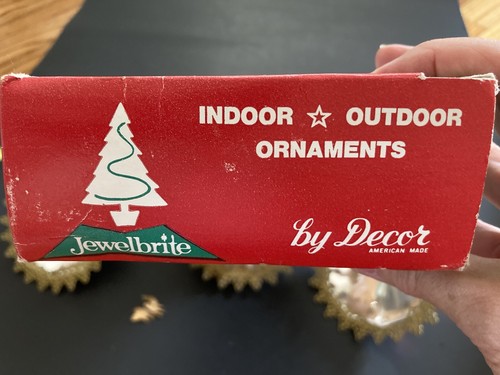 INDOOR ☆ OUTDOOR
ORNAMENTS
Jewelbrite
by Decor
AMERICAN MADE